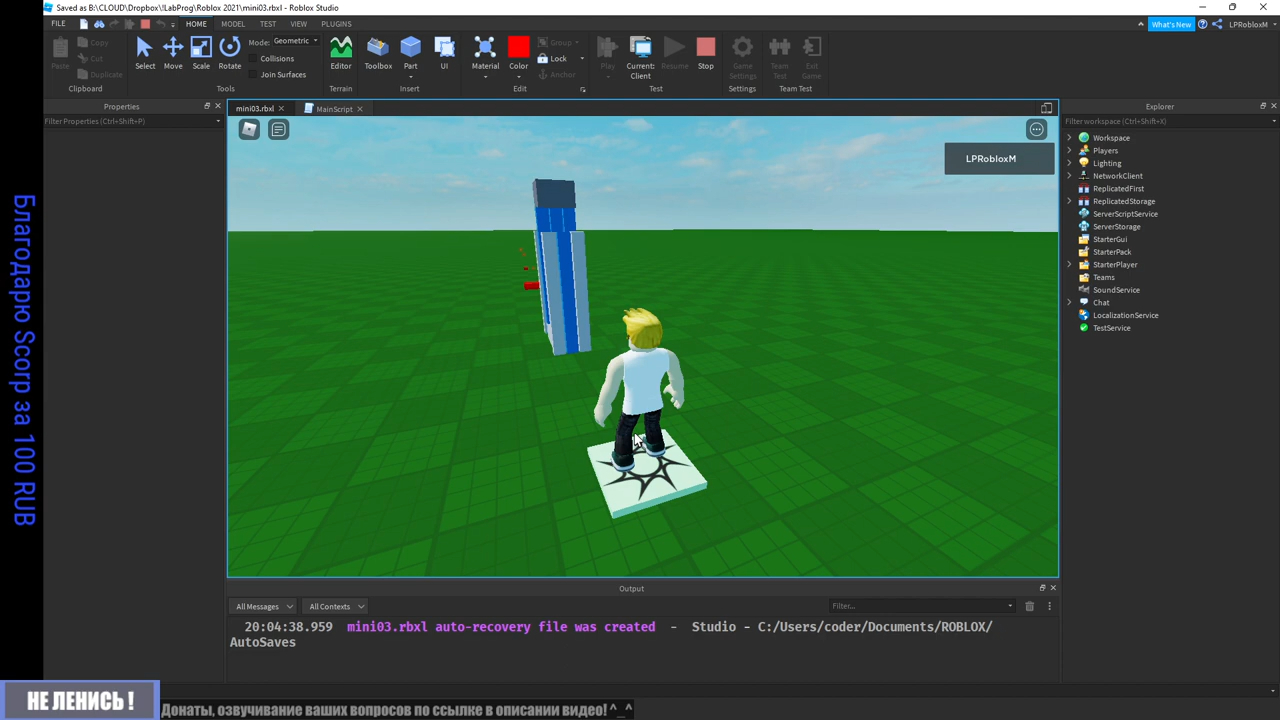 Saved as B:\CLOUD\Dropbox\!LabProg\Roblox 2021\mini03.rbxl - Roblox Studio
FILE HOME MODEL TEST VIEW PLUGINS What's New LPRobloxM
Paste Copy Cut Duplicate
Clipboard
Select Move Scale Rotate
Mode: Geometric
Collisions
Join Surfaces
Tools
Editor
Terrain
Toolbox Part UI
Insert
Material Color
Group
Lock
Anchor
Edit
Play Current: Client Resume Stop
Test
Game Settings
Settings
Team Test Exit Game
Team Test
Properties
Filter Properties (Ctrl+Shift+P)
mini03.rbxl MainScript
LPRobloxM
Explorer
Filter workspace (Ctrl+Shift+X)
Workspace
Players
Lighting
NetworkClient
ReplicatedFirst
ReplicatedStorage
ServerScriptService
ServerStorage
StarterGui
StarterPack
StarterPlayer
Teams
SoundService
Chat
LocalizationService
TestService
Output
All Messages All Contexts Filter...
20:04:38.959 mini03.rbxl auto-recovery file was created - Studio - C:/Users/coder/Documents/ROBLOX/
AutoSaves
Благодарю Scorp за 100 RUB
НЕ ЛЕНИСЬ !
Донаты, озвучивание ваших вопросов по ссылке в описании видео! ^_^